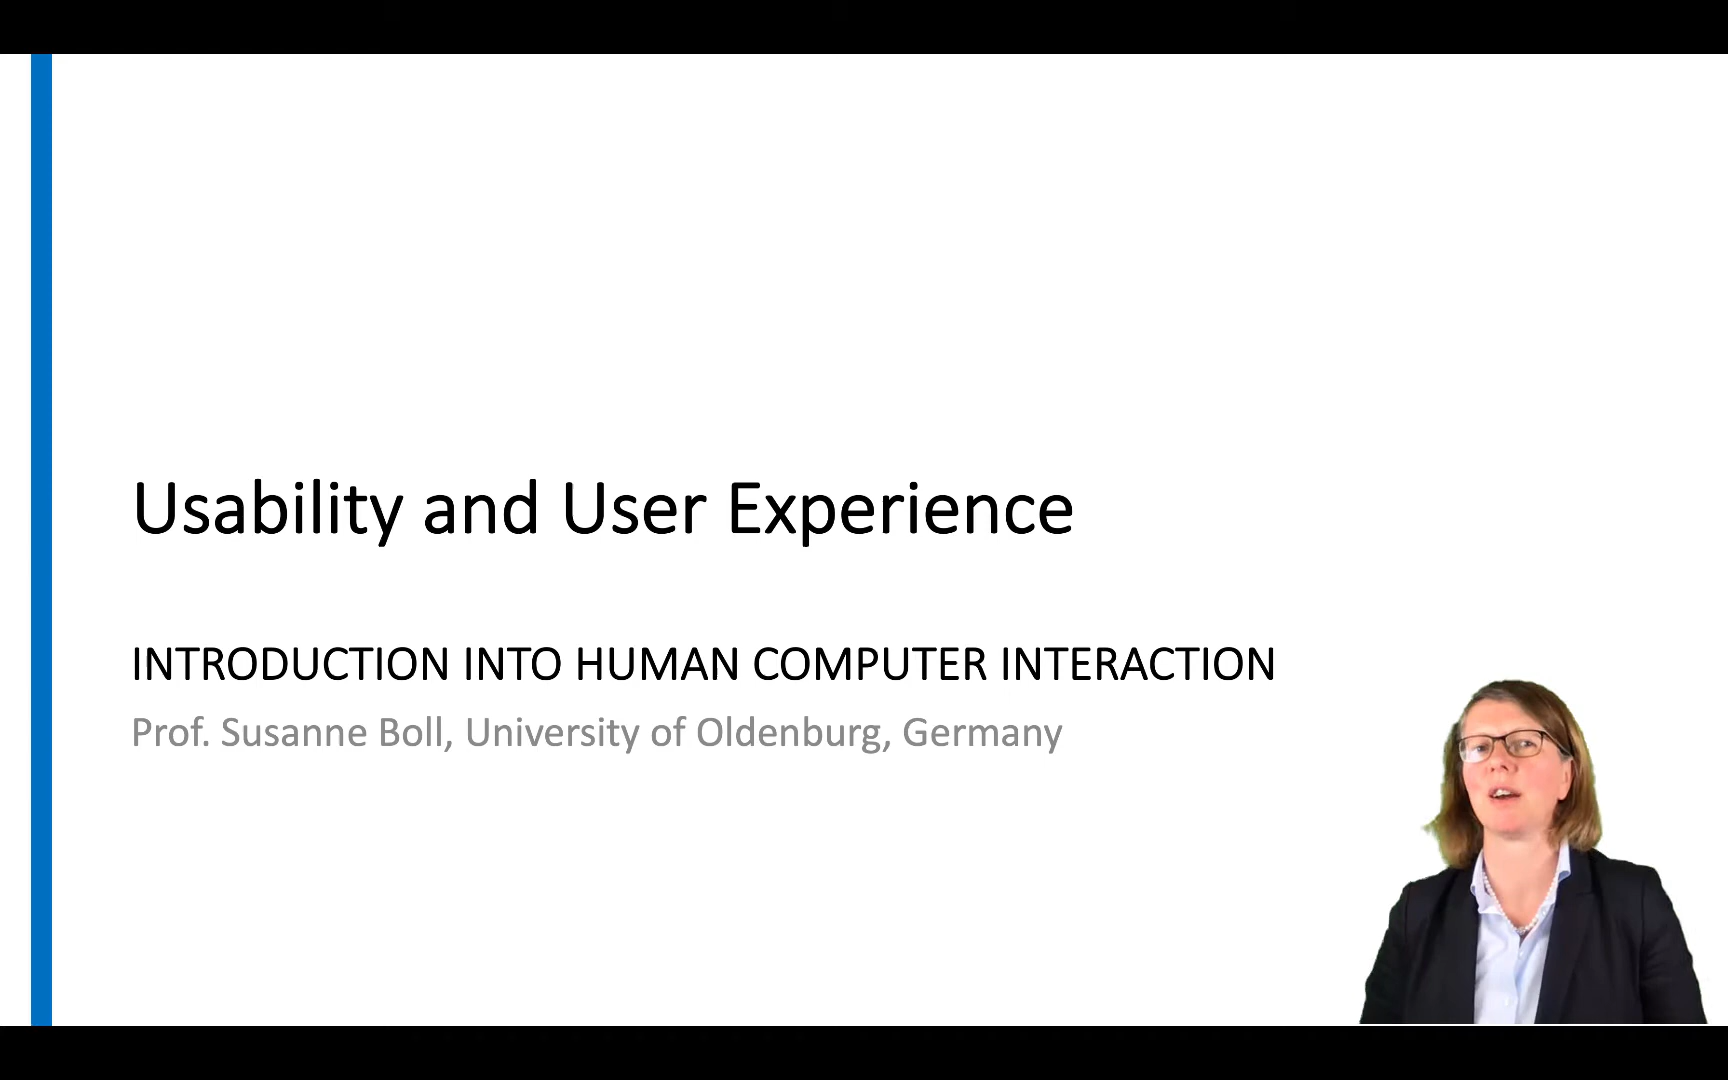 Usability and User Experience
INTRODUCTION INTO HUMAN COMPUTER INTERACTION
Prof. Susanne Boll, University of Oldenburg, Germany